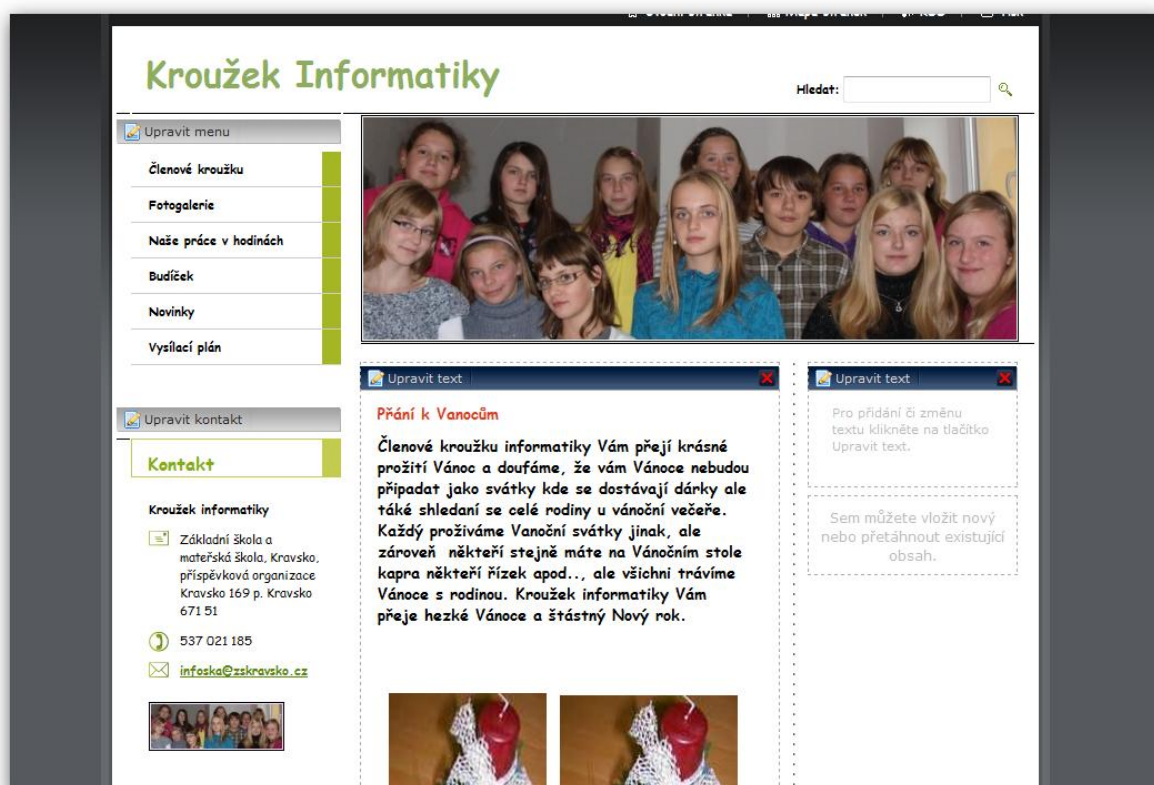 Kroužek Informatiky
Hledat:
Upravit menu
Členové kroužku
Fotogalerie
Naše práce v hodinách
Budíček
Novinky
Vysílací plán
Upravit kontakt
Kontakt
Kroužek informatiky
Základní škola a
mateřská škola, Kravsko,
příspěvková organizace
Kravsko 169 p. Kravsko
671 51
537 021 185
infoska@zskravsko.cz
Upravit text
Přání k Vanocům
Členové kroužku informatiky Vám přejí krásné
prožití Vánoc a doufáme, že vám Vánoce nebudou
připadat jako svátky kde se dostávají dárky ale
táké shledaní se celé rodiny u vánoční večeře.
Každý proživáme Vanoční svátky jinak, ale
zároveň  někteří stejně máte na Vánočním stole
kapra někteří řízek apod.., ale všichni trávíme
Vánoce s rodinou. Kroužek informatiky Vám
přeje hezké Vánoce a štástný Nový rok.
Upravit text
Pro přidání či změnu
textu klikněte na tlačítko
Upravit text.
Sem můžete vložit nový
nebo přetáhnout existující
obsah.